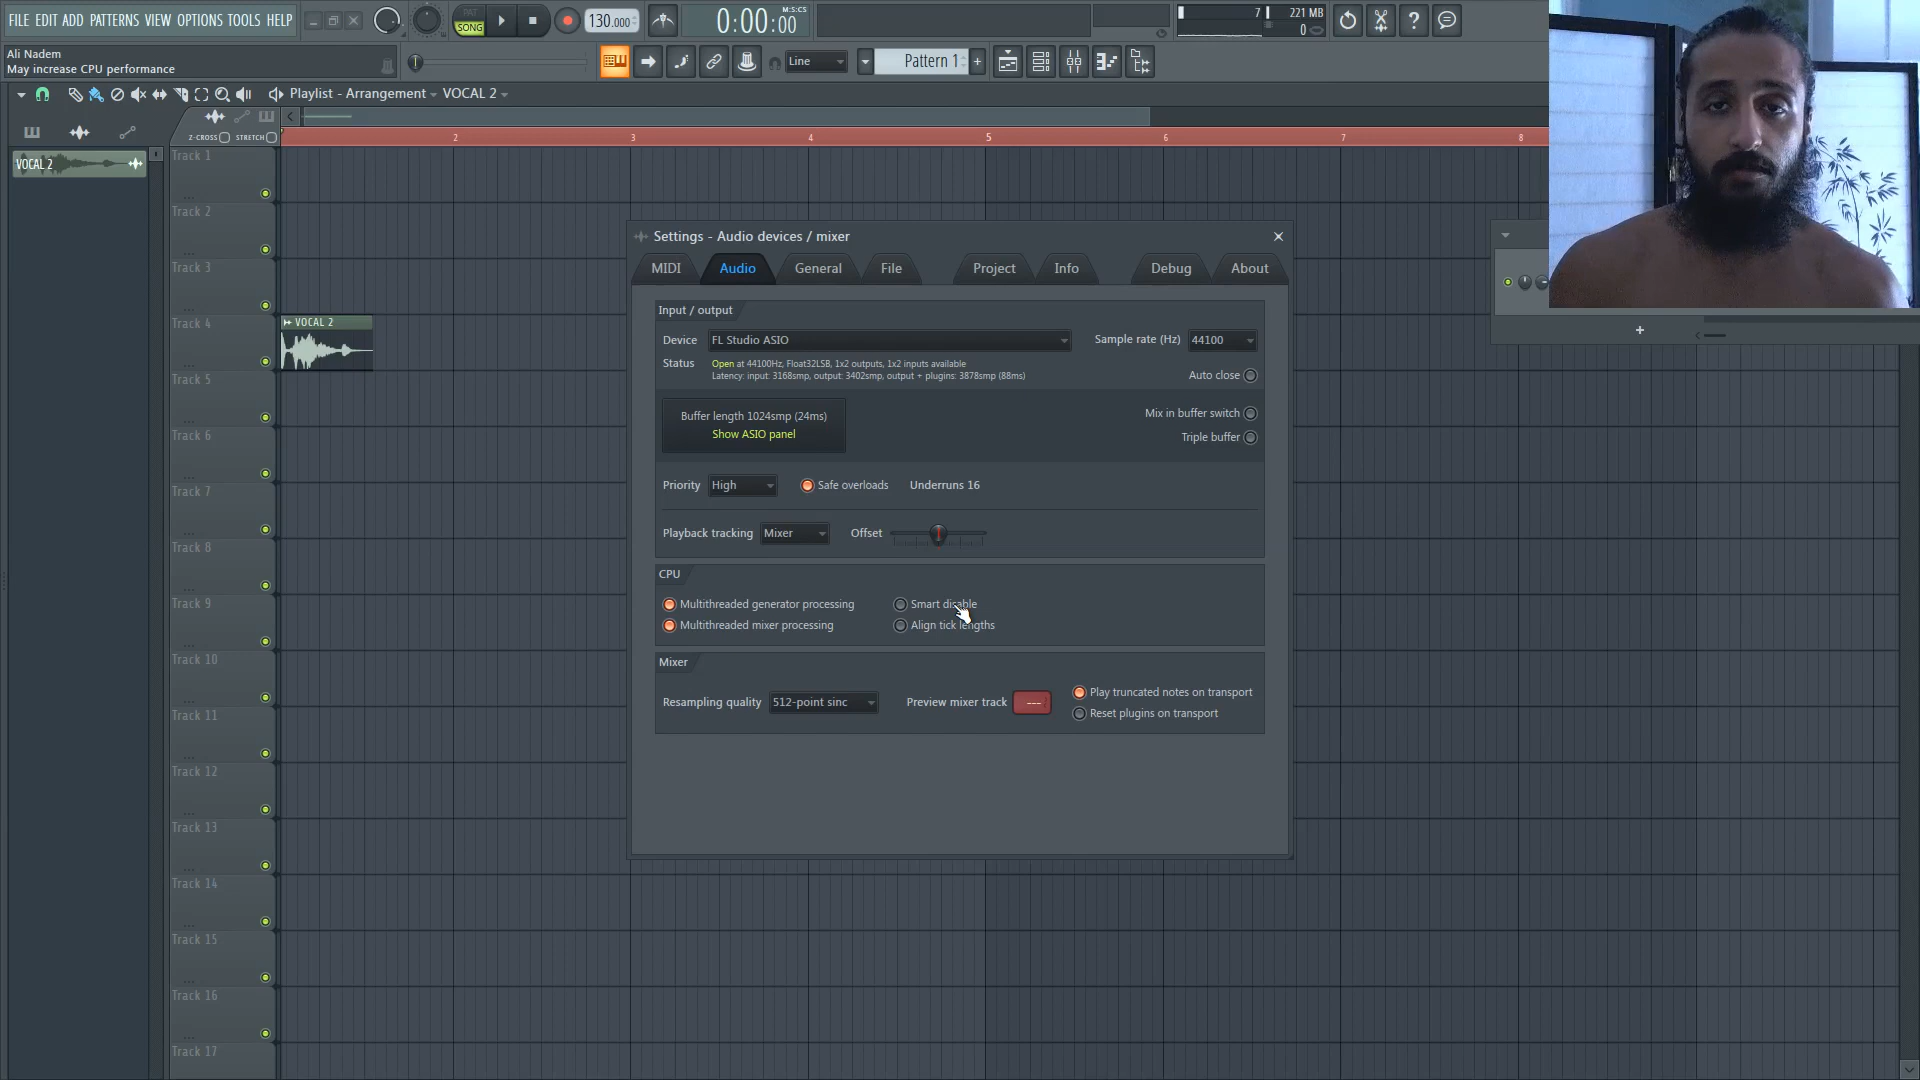 FILE EDIT ADD PATTERNS VIEW OPTIONS TOOLS HELP
PAT
SONG
130.000
0:00:00
M:S:CS
7
221 MB
0
Ali Nadem
May increase CPU performance
Line
Pattern 1
Playlist - Arrangement
VOCAL 2
Z-CROSS
STRETCH
2
3
4
5
6
7
8
VOCAL 2
Track 1
Track 2
Track 3
Track 4
VOCAL 2
Track 5
Track 6
Track 7
Track 8
Track 9
Track 10
Track 11
Track 12
Track 13
Track 14
Track 15
Track 16
Track 17
Settings - Audio devices / mixer
MIDI
Audio
General
File
Project
Info
Debug
About
Input / output
Device
FL Studio ASIO
Sample rate (Hz)
44100
Status
Open at 44100Hz, Float32LSB, 1x2 outputs, 1x2 inputs available
Latency: input: 3168smp, output: 3402smp, output + plugins: 3878smp (88ms)
Auto close
Buffer length 1024smp (24ms)
Show ASIO panel
Mix in buffer switch
Triple buffer
Priority
High
Safe overloads
Underruns 16
Playback tracking
Mixer
Offset
CPU
Multithreaded generator processing
Smart disable
Multithreaded mixer processing
Align tick lengths
Mixer
Resampling quality
512-point sinc
Preview mixer track
---
Play truncated notes on transport
Reset plugins on transport